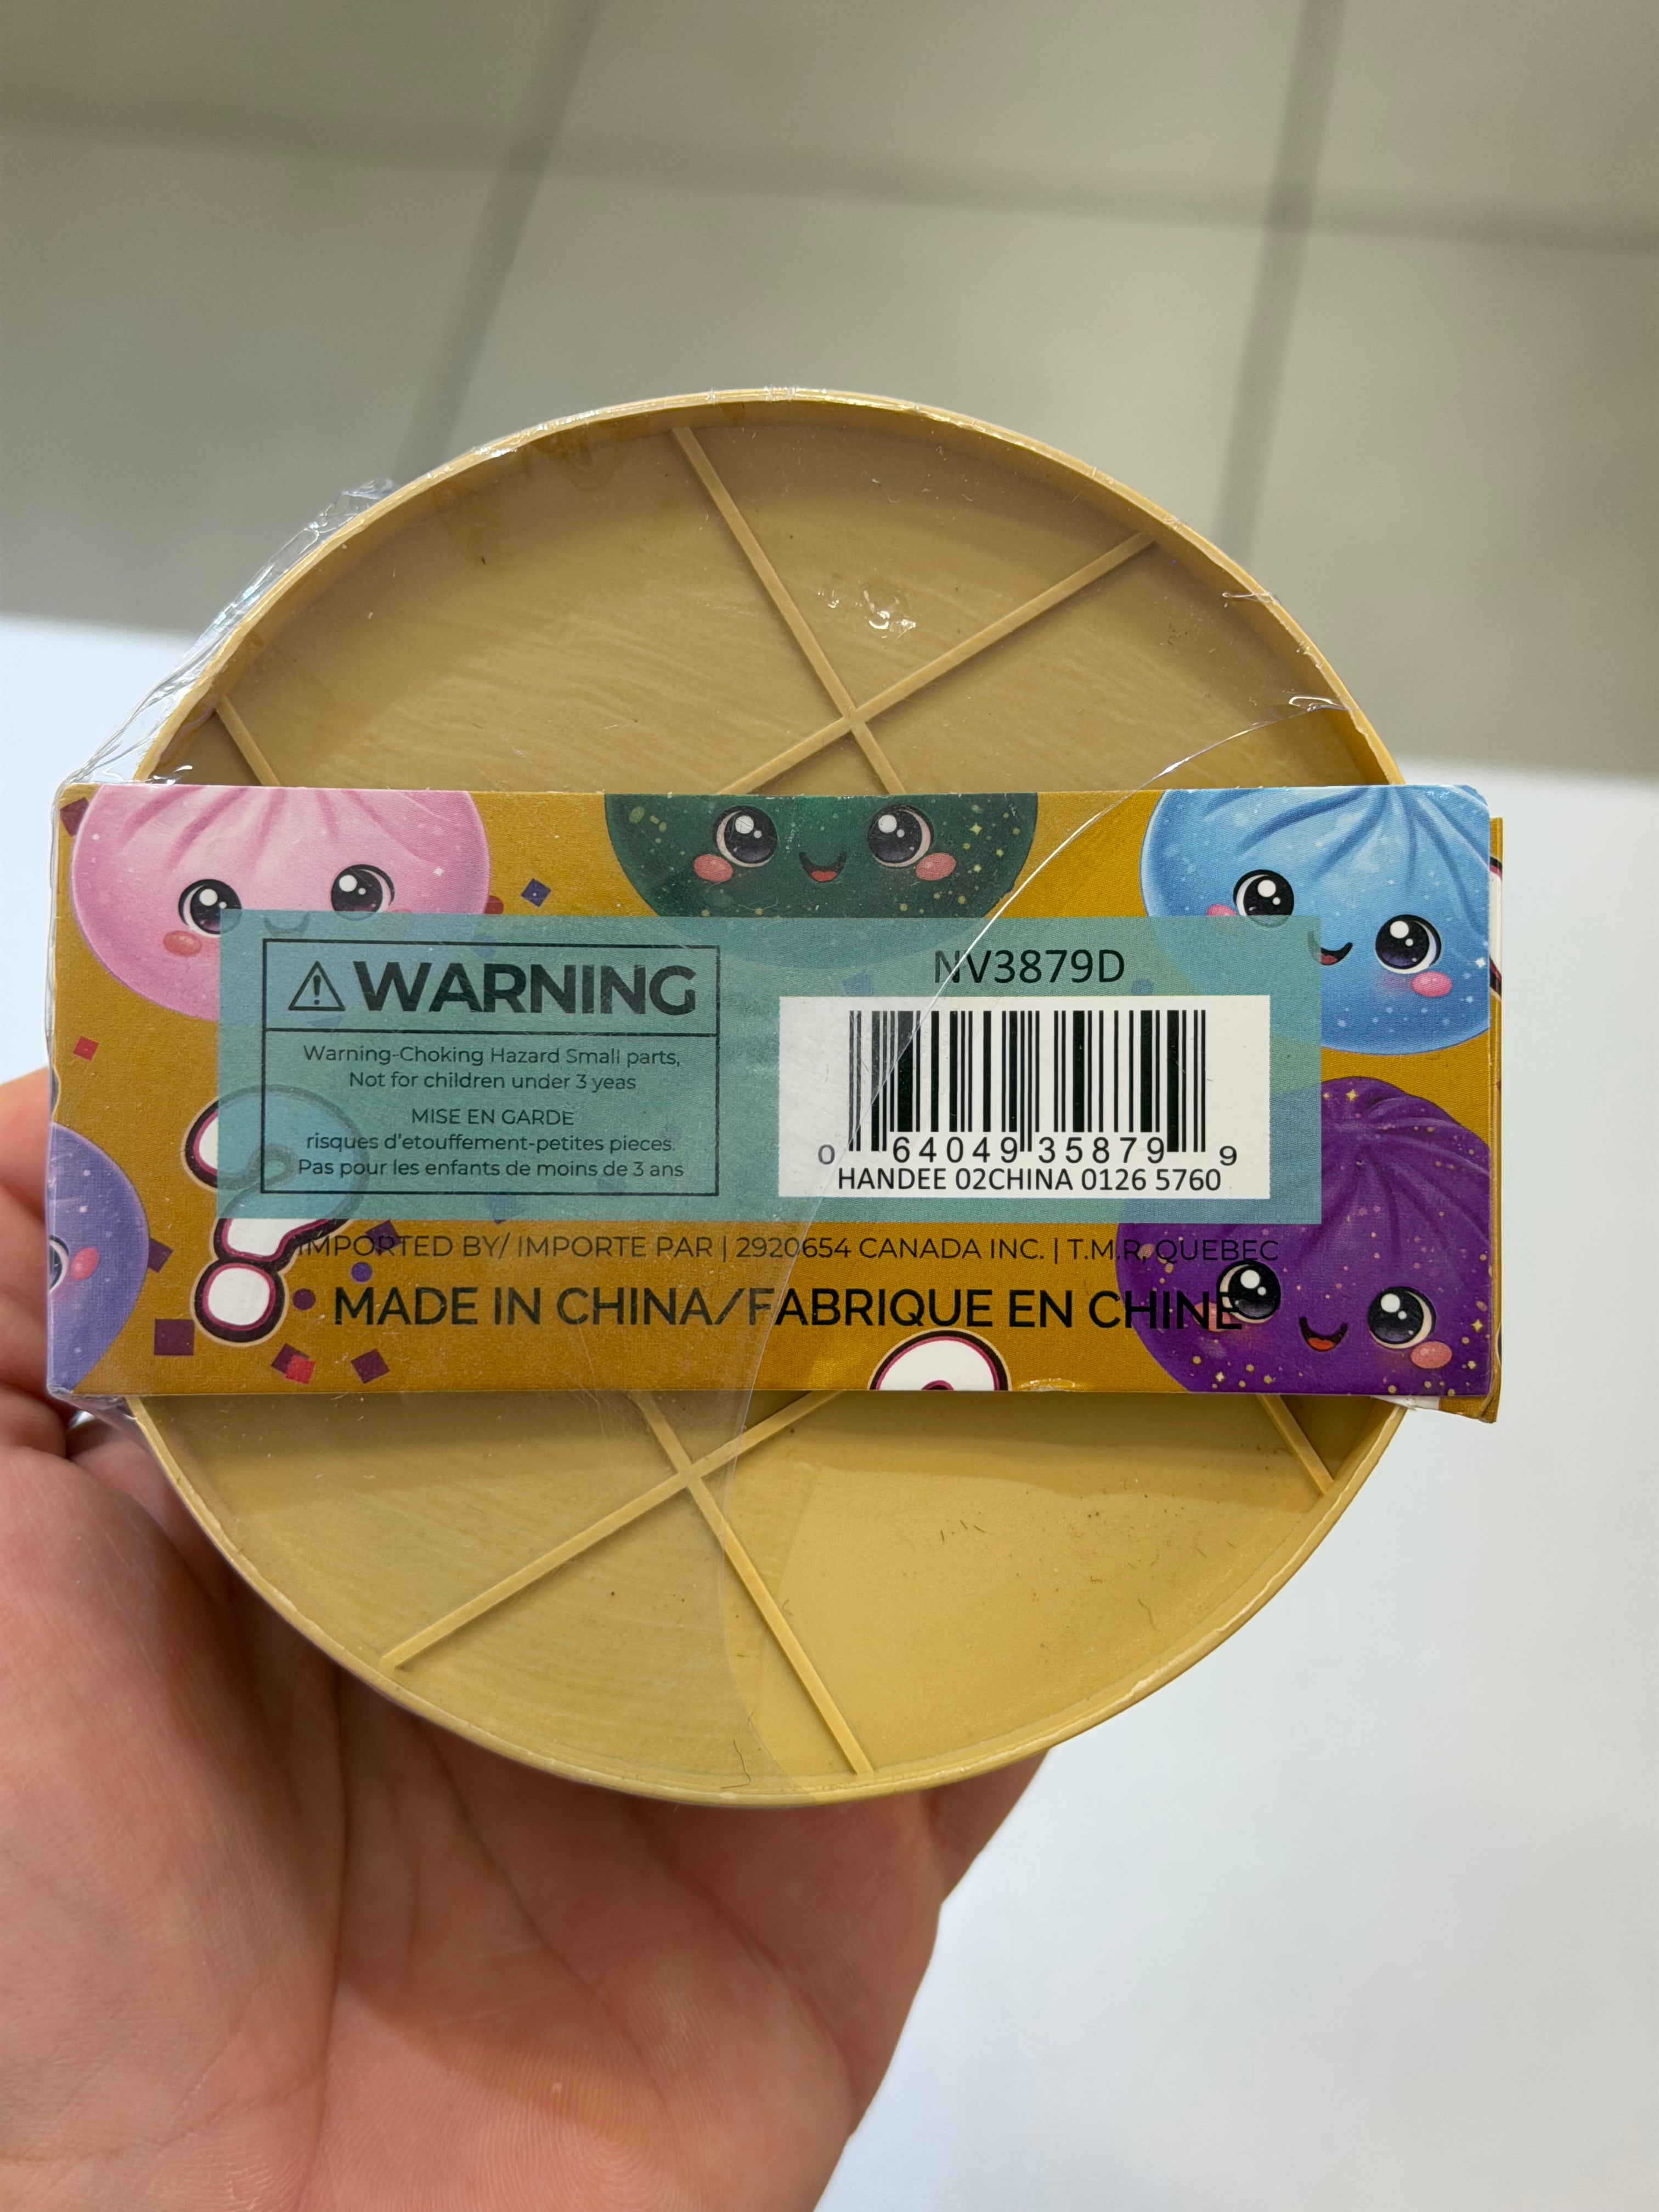 WARNING
Warning-Choking Hazard Small parts,
Not for children under 3 yeas
MISE EN GARDE
risques d'etouffement-petites pieces.
Pas pour les enfants de moins de 3 ans
NV3879D
0 64049 35879 9
HANDEE 02CHINA 0126 5760
IMPORTED BY/ IMPORTE PAR | 2920654 CANADA INC. | T.M.R, QUEBEC
MADE IN CHINA/FABRIQUE EN CHINE